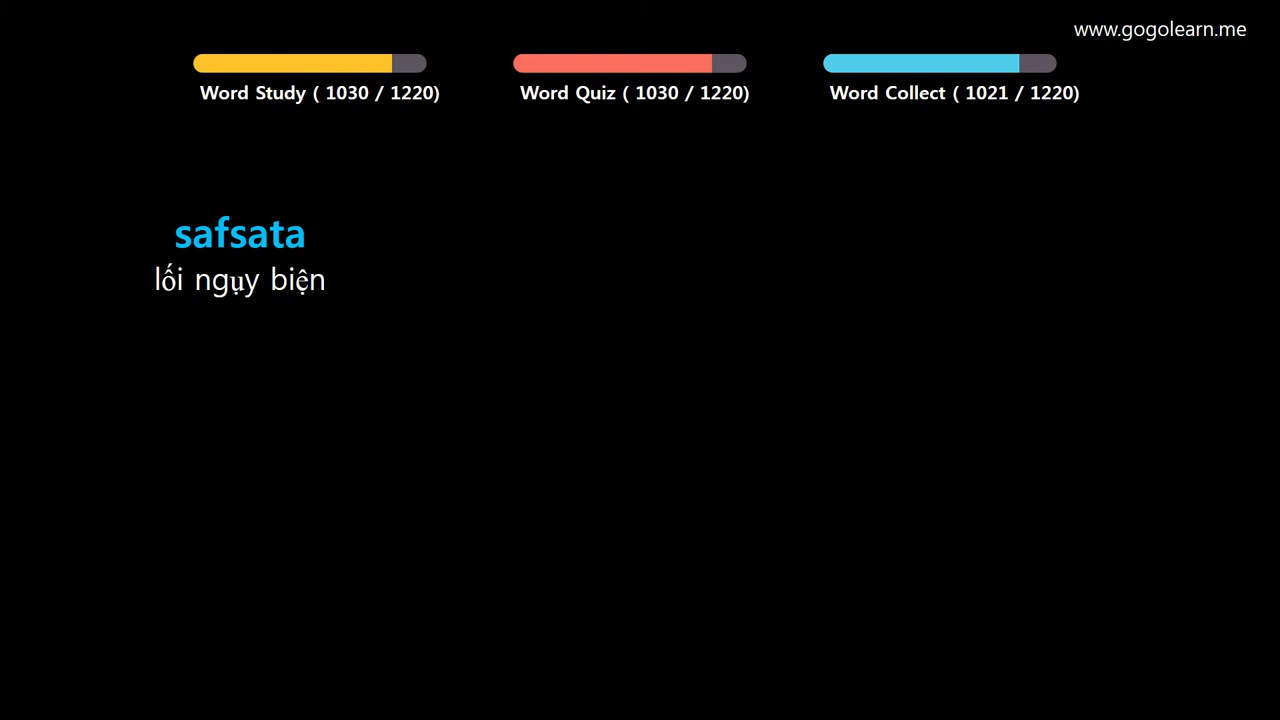 www.gogolearn.me
Word Study ( 1030 / 1220)
Word Quiz ( 1030 / 1220)
Word Collect ( 1021 / 1220)
safsata
lối ngụy biện